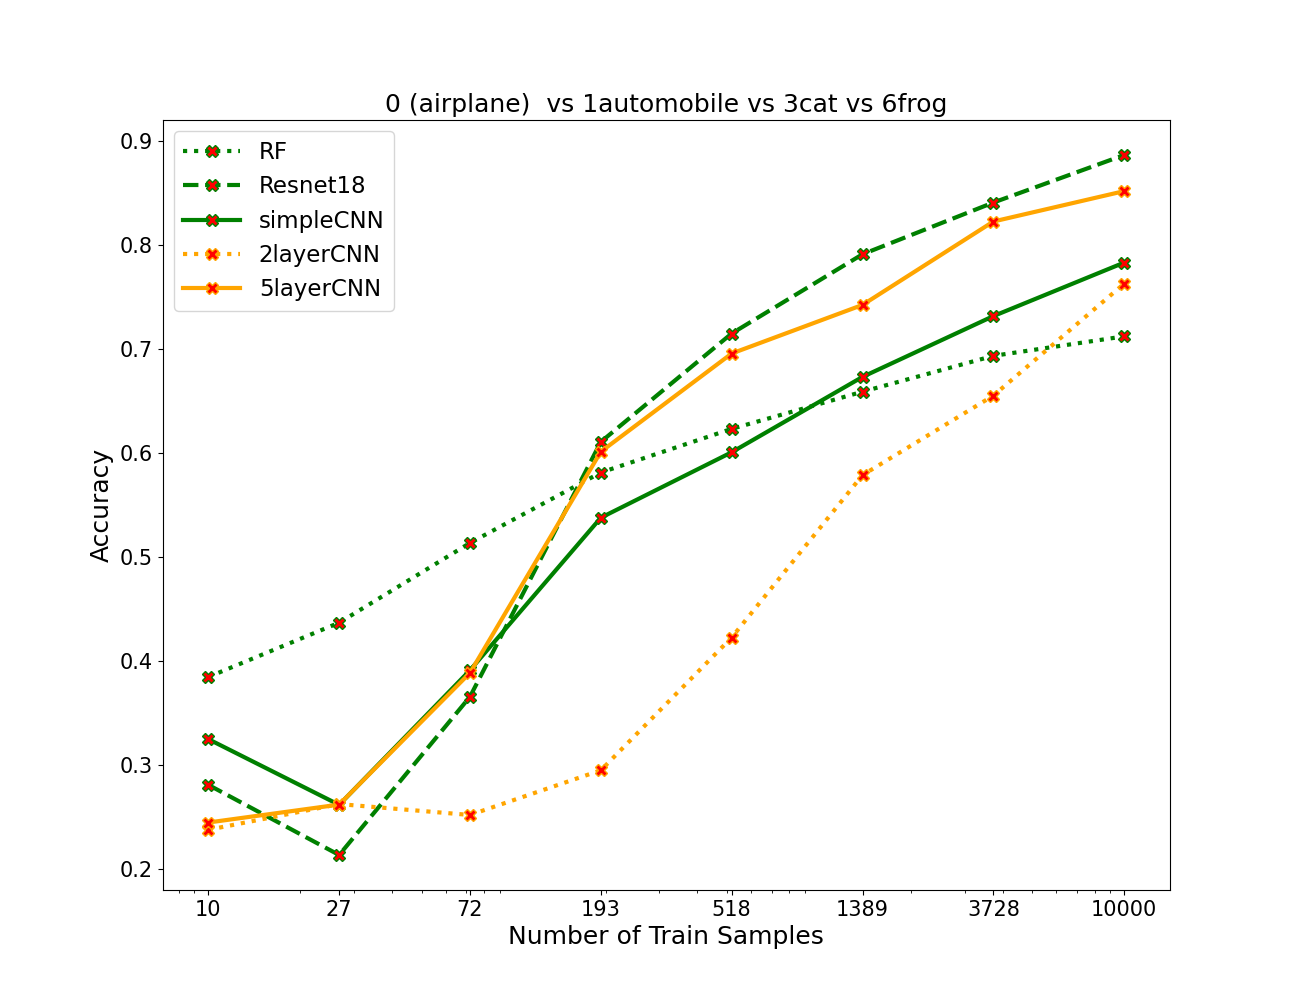 0 (airplane)  vs 1automobile vs 3cat vs 6frog
0.9
0.8
0.7
0.6
0.5
0.4
0.3
0.2
Accuracy
RF
Resnet18
simpleCNN
2layerCNN
5layerCNN
10 27 72 193 518 1389 3728 10000
Number of Train Samples